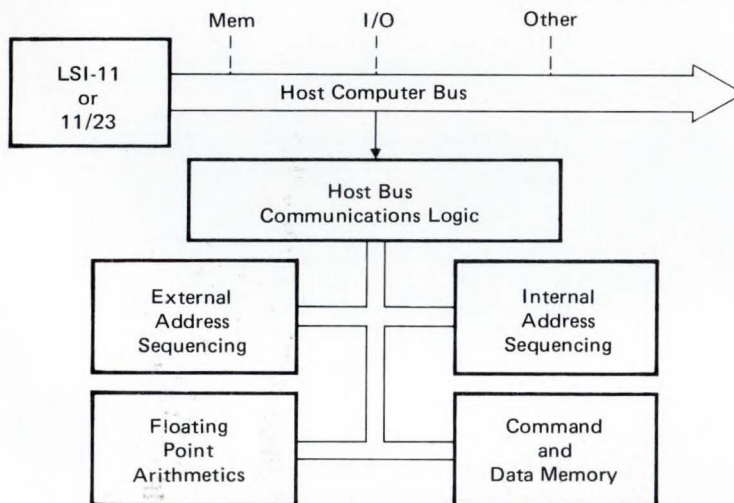 Mem I/O Other
LSI-11
or
11/23
Host Computer Bus
Host Bus
Communications Logic
External
Address
Sequencing
Internal
Address
Sequencing
Floating
Point
Arithmetics
Command
and
Data Memory